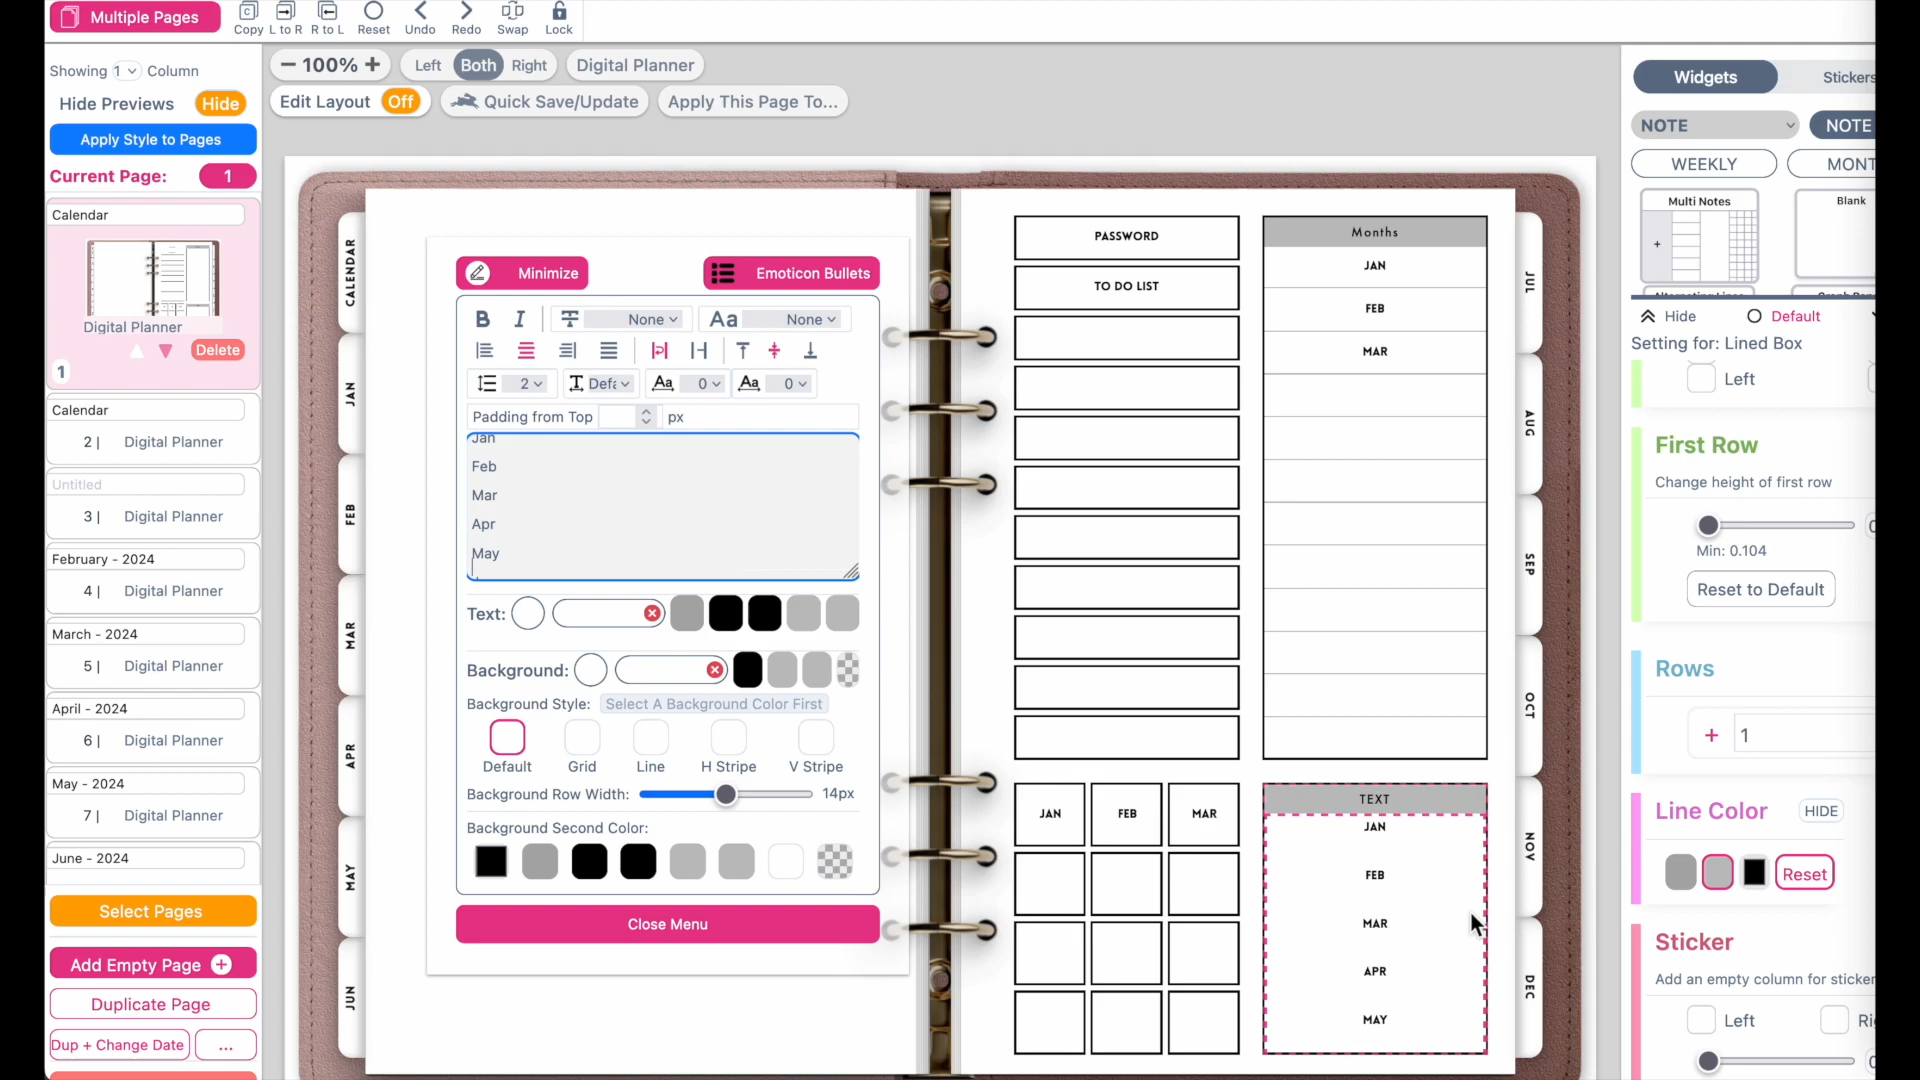 Multiple Pages
Copy L to R R to L Reset Undo Redo Swap Lock
Showing 1 Column
Hide Previews Hide
Apply Style to Pages
Current Page: 1
Calendar
Digital Planner
Delete
1
Calendar
2 | Digital Planner
Untitled
3 | Digital Planner
February - 2024
4 | Digital Planner
March - 2024
5 | Digital Planner
April - 2024
6 | Digital Planner
May - 2024
7 | Digital Planner
June - 2024
Select Pages
Add Empty Page +
Duplicate Page
Dup + Change Date ...
− 100% +
Left Both Right
Digital Planner
Edit Layout Off
Quick Save/Update
Apply This Page To...
CALENDAR
JAN
FEB
MAR
APR
MAY
JUN
Minimize
Emoticon Bullets
B I None Aa None
2 Aa 0 Aa 0
Padding from Top px
Jan
Feb
Mar
Apr
May
Text:
Background:
Background Style: Select A Background Color First
Default Grid Line H Stripe V Stripe
Background Row Width: 14px
Background Second Color:
Close Menu
PASSWORD
TO DO LIST
Months
JAN
FEB
MAR
JAN FEB MAR
TEXT
JAN
FEB
MAR
APR
MAY
JUL
AUG
SEP
OCT
NOV
DEC
Widgets Stickers
NOTE NOTE
WEEKLY MONT
Multi Notes
+
Blank
Hide Default
Setting for: Lined Box
Left
First Row
Change height of first row
Min: 0.104
Reset to Default
Rows
+ 1
Line Color HIDE
Reset
Sticker
Add an empty column for sticker
Left